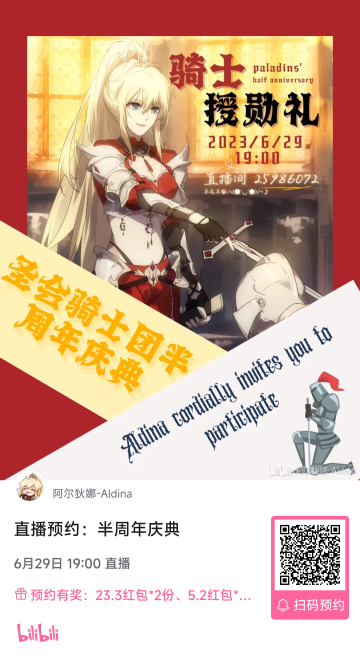 骑士
paladins'
half anniversary
授勋礼
2023/6/29
19:00
直播间 25986072
圣会骑士团半
周年庆典
Aldina cordially invites you to
participate
bilibili
阿尔狄娜-Aldina
直播预约：半周年庆典
6月29日 19:00 直播
预约有奖：23.3红包*2份、5.2红包*...
扫码预约
bilibili